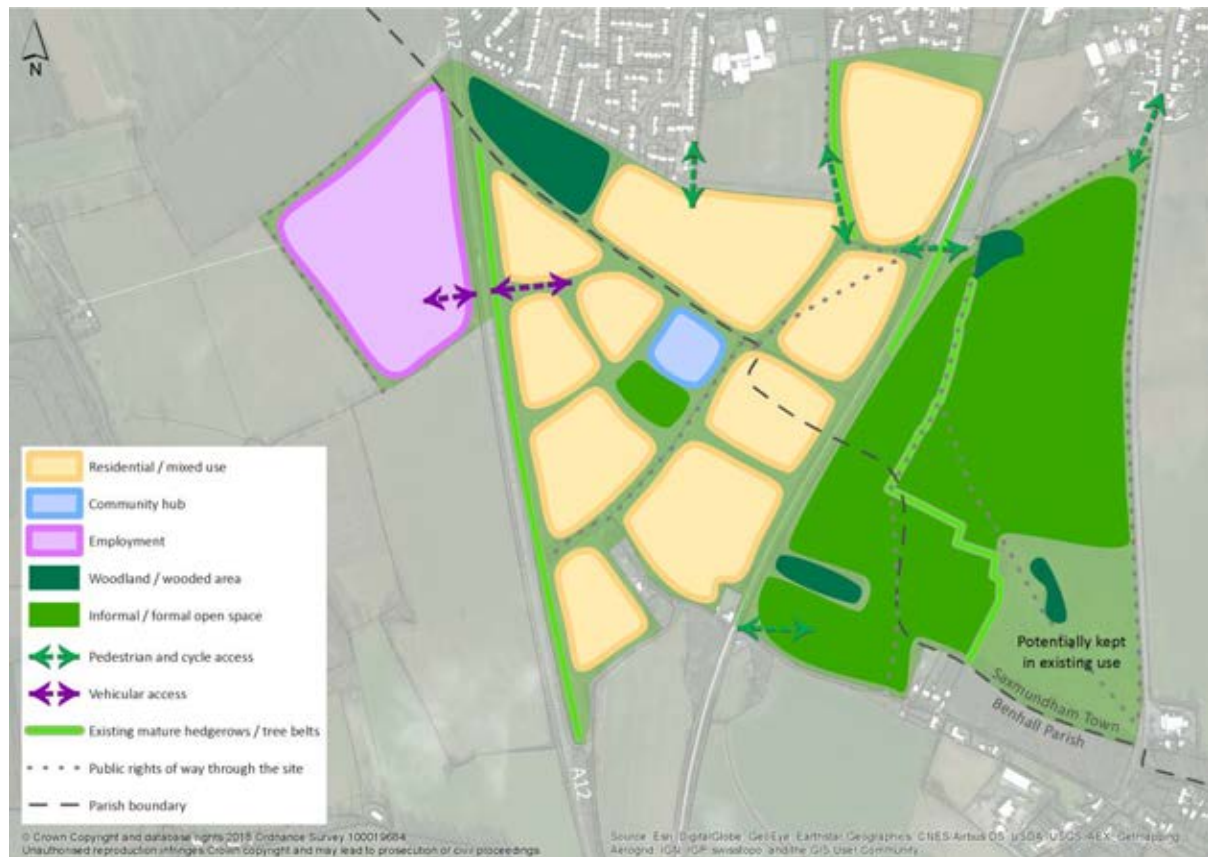 N
A12
Residential / mixed use
Community hub
Employment
Woodland / wooded area
Informal / formal open space
Pedestrian and cycle access
Vehicular access
Existing mature hedgerows / tree belts
Public rights of way through the site
Parish boundary
Potentially kept
in existing use
Saxmundham Town
Benhall Parish
A12
© Crown Copyright and database rights 2018 Ordnance Survey 100019684
Unauthorised reproduction infringes Crown copyright and may lead to prosecution or civil proceedings
Source: Esri, DigitalGlobe, GeoEye, Earthstar Geographics, CNES/Airbus DS, USDA, USGS, AEX, Getmapping,
Aerogrid, IGN, IGP, swisstopo, and the GIS User Community